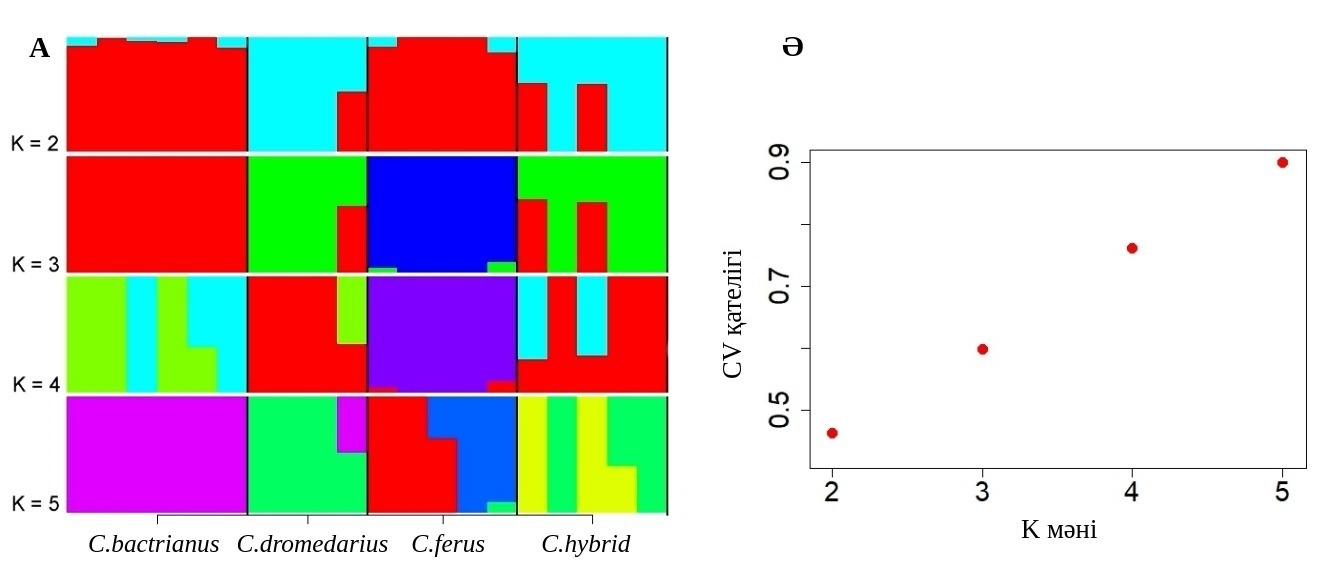 A
K = 2
K = 3
K = 4
K = 5
C.bactrianus C.dromedarius C.ferus C.hybrid
Ә
CV қателігі
0.9
0.7
0.5
2 3 4 5
К мәні